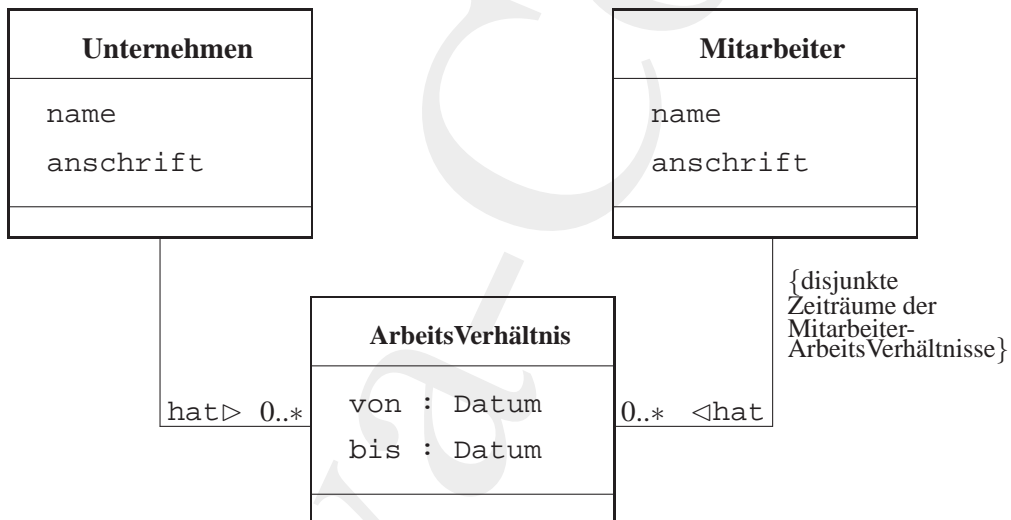 Unternehmen
name
anschrift
Mitarbeiter
name
anschrift
{disjunkte
Zeiträume der
Mitarbeiter-
ArbeitsVerhältnisse}
ArbeitsVerhältnis
von : Datum
bis : Datum
hat▷ 0..∗
0..∗ ◁hat